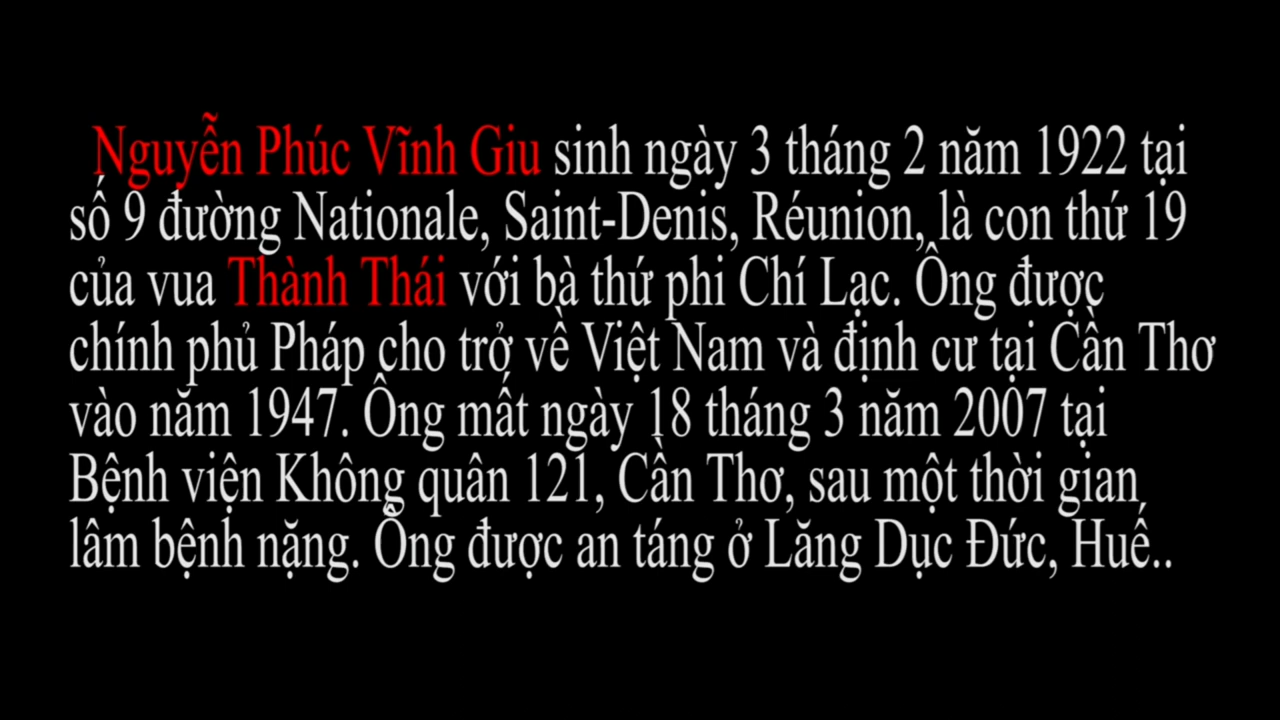 Nguyễn Phúc Vĩnh Giu sinh ngày 3 tháng 2 năm 1922 tại
số 9 đường Nationale, Saint-Denis, Réunion, là con thứ 19
của vua Thành Thái với bà thứ phi Chí Lạc. Ông được
chính phủ Pháp cho trở về Việt Nam và định cư tại Cần Thơ
vào năm 1947. Ông mất ngày 18 tháng 3 năm 2007 tại
Bệnh viện Không quân 121, Cần Thơ, sau một thời gian
lâm bệnh nặng. Ông được an táng ở Lăng Dục Đức, Huế..